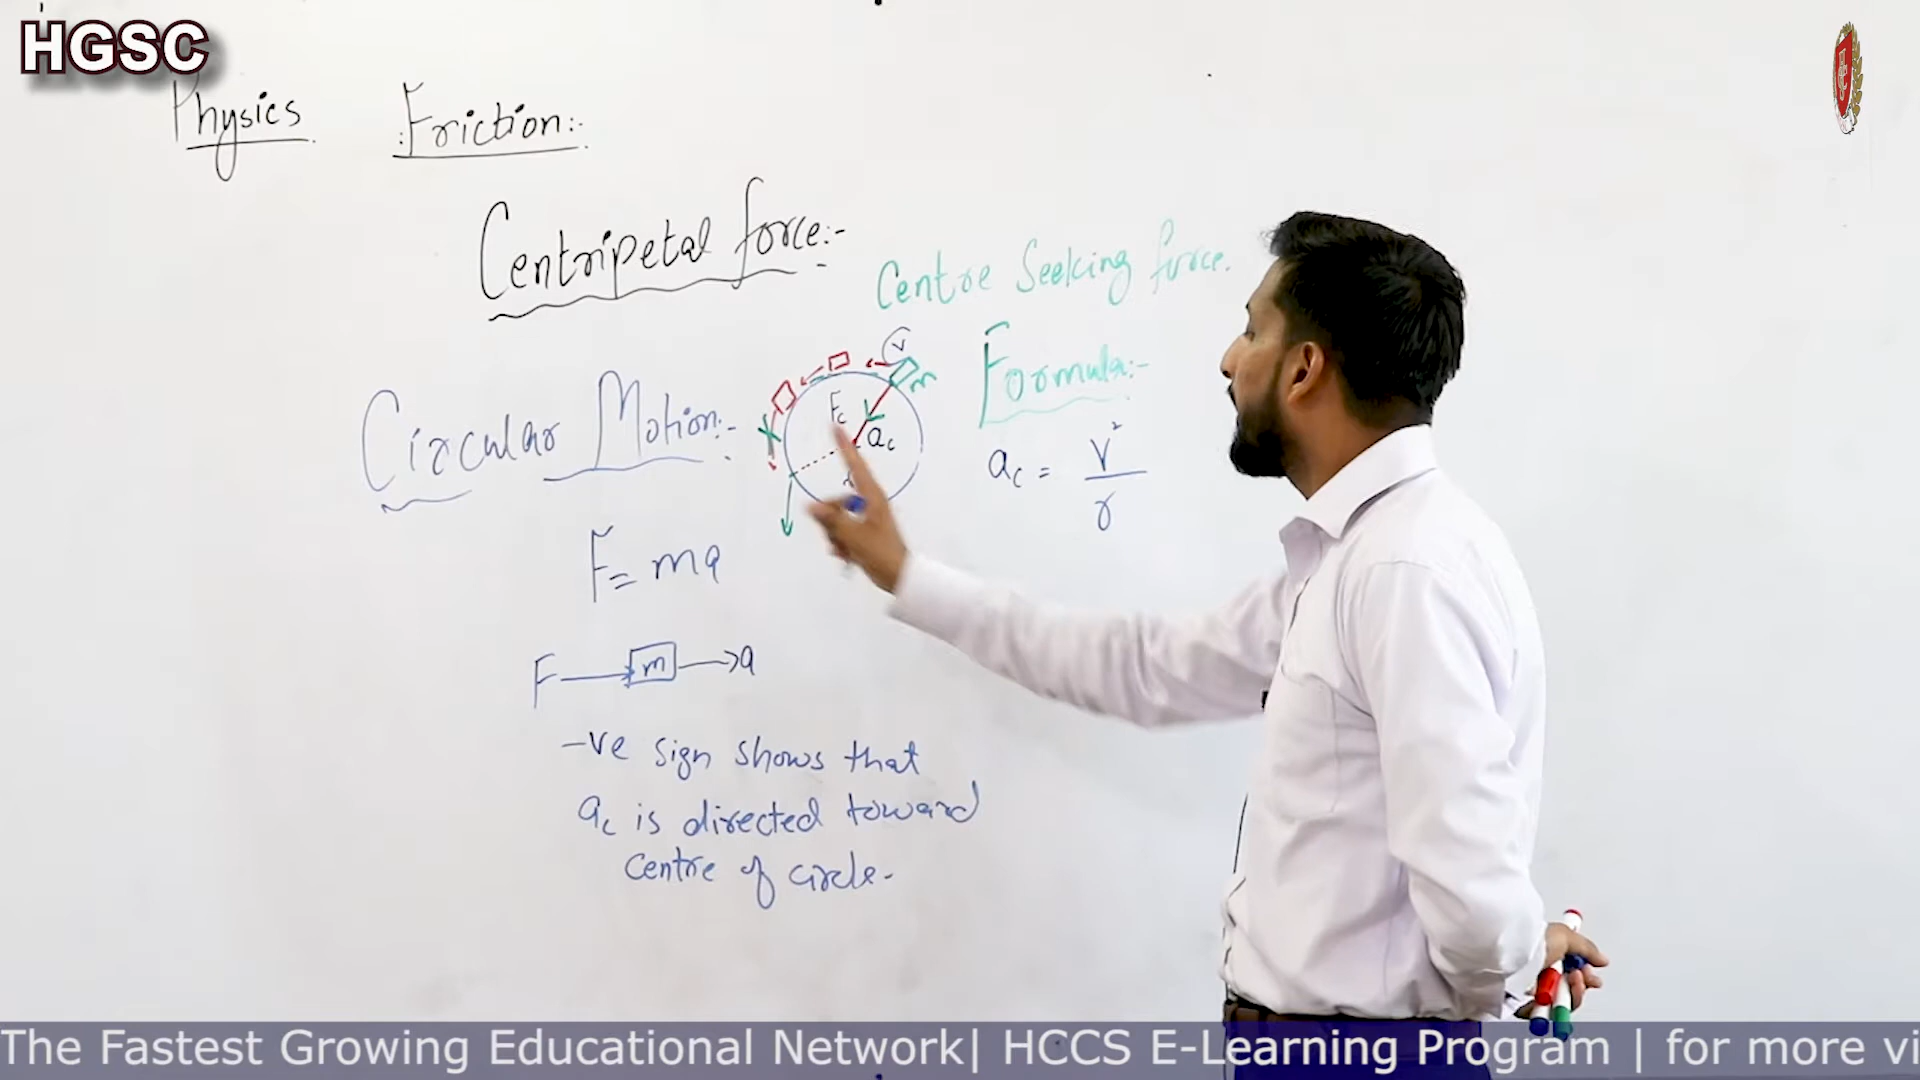 HGSC
Physics Friction:-
Centripetal force:-
Centre Seeking force.
Formula:-
Circular Motion:-
v
m
Fc
ac
ac = v²/r
F = ma
F m a
-ve sign shows that
ac is directed toward
centre of circle.
The Fastest Growing Educational Network| HCCS E-Learning Program | for more vi